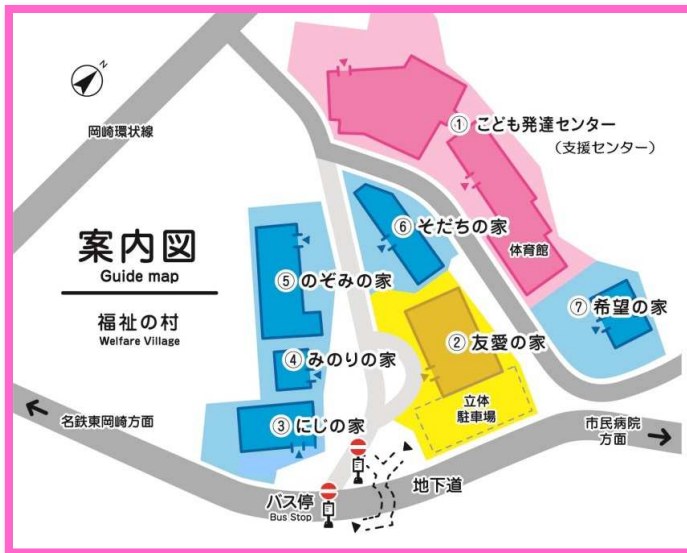 N
岡崎環状線
① こども発達センター
(支援センター)
案内図
Guide map
福祉の村
Welfare Village
⑥ そだちの家
体育館
⑤ のぞみの家
⑦ 希望の家
② 友愛の家
④ みのりの家
立体
駐車場
③ にじの家
名鉄東岡崎方面
市民病院
方面
地下道
バス停
Bus Stop